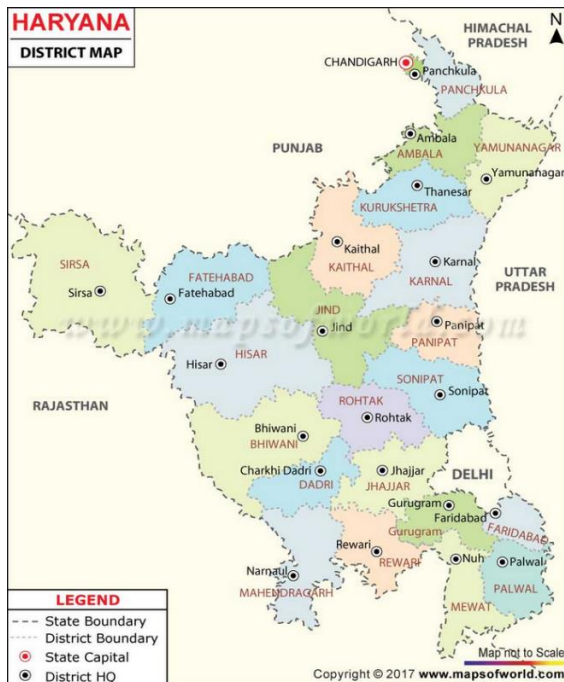 HARYANA
DISTRICT MAP
HIMACHAL
PRADESH
N
CHANDIGARH
Panchkula
PANCHKULA
Ambala
AMBALA
YAMUNANAGAR
PUNJAB
Thanesar
Yamunanagar
KURUKSHETRA
Kaithal
KAITHAL
Karnal
KARNAL
SIRSA
Sirsa
FATEHABAD
Fatehabad
UTTAR
PRADESH
JIND
Jind
www.mapsofworld.com
Panipat
PANIPAT
HISAR
Hisar
SONIPAT
Sonipat
RAJASTHAN
ROHTAK
Rohtak
Bhiwani
BHIWANI
Charkhi Dadri
DADRI
Jhajjar
JHAJJAR
DELHI
Gurugram
Faridabad
FARIDABAD
Gurugram
Rewari
REWARI
Nuh
Palwal
PALWAL
Narnaul
MAHENDRAGARH
MEWAT
LEGEND
State Boundary
District Boundary
State Capital
District HQ
Map not to Scale
Copyright © 2017 www.mapsofworld.com